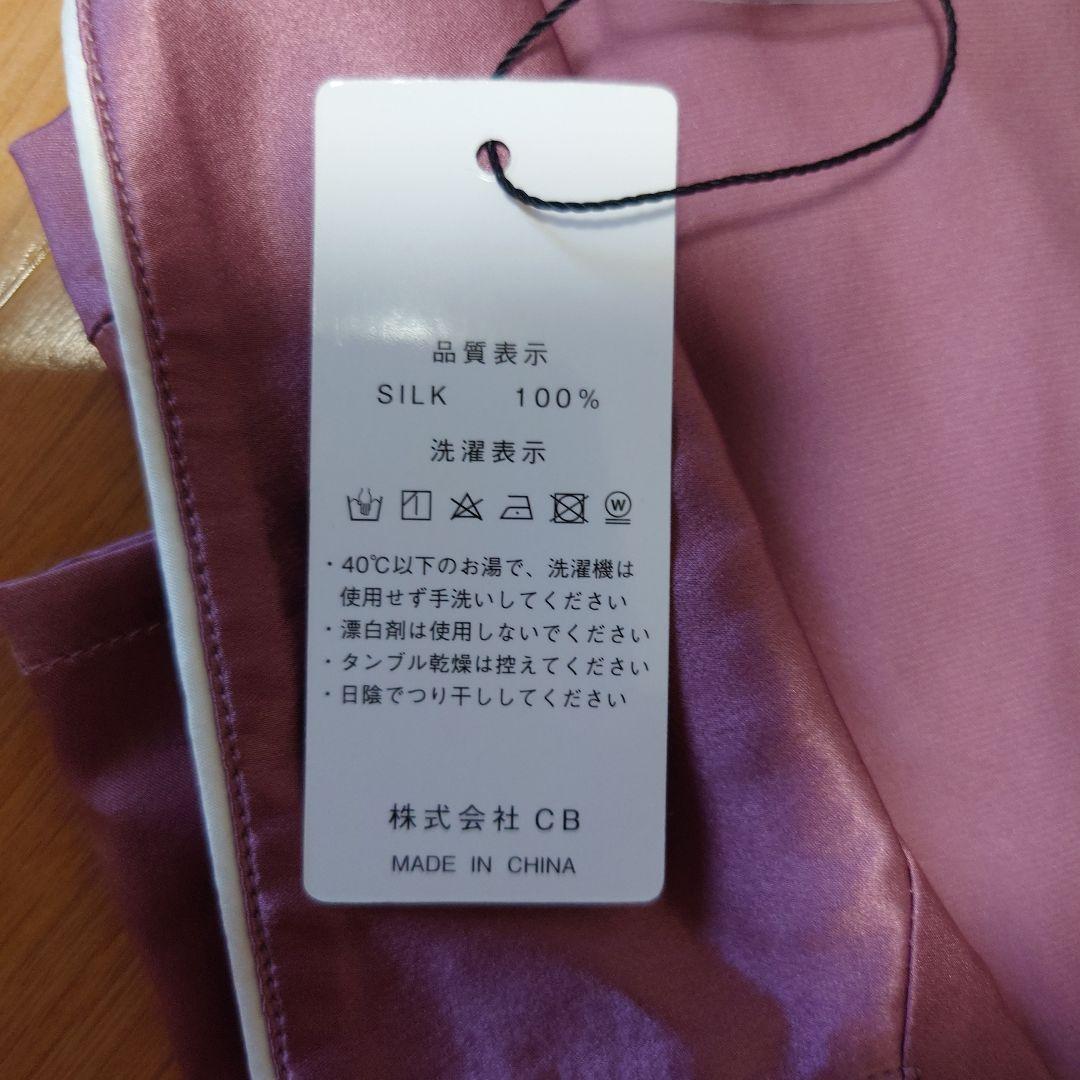 品質表示
SILK 100%
洗濯表示
W
・40℃以下のお湯で、洗濯機は
使用せず手洗いしてください
・漂白剤は使用しないでください
・タンブル乾燥は控えてください
・日陰でつり干ししてください
株式会社 CB
MADE IN CHINA